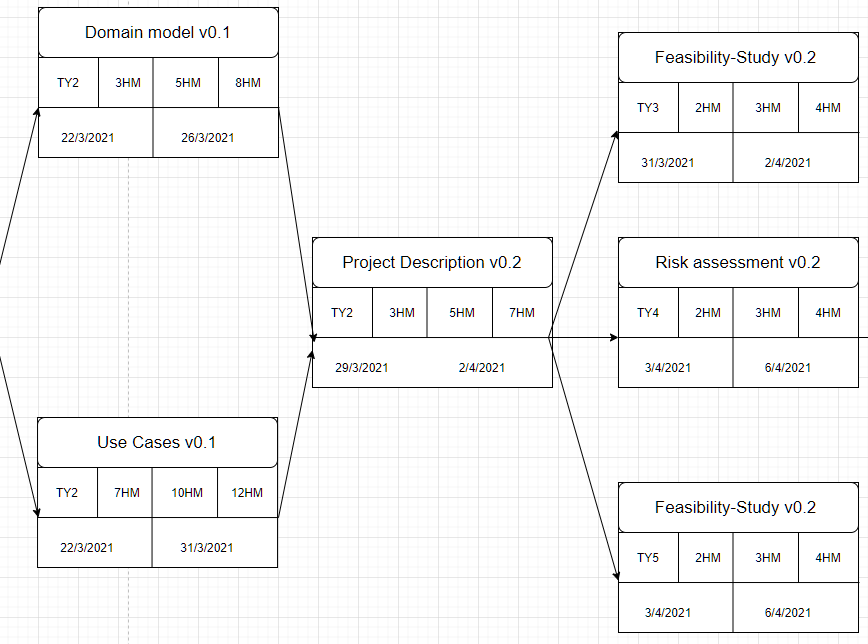 Domain model v0.1
TY2 3HM 5HM 8HM
22/3/2021 26/3/2021
Use Cases v0.1
TY2 7HM 10HM 12HM
22/3/2021 31/3/2021
Project Description v0.2
TY2 3HM 5HM 7HM
29/3/2021 2/4/2021
Feasibility-Study v0.2
TY3 2HM 3HM 4HM
31/3/2021 2/4/2021
Risk assessment v0.2
TY4 2HM 3HM 4HM
3/4/2021 6/4/2021
Feasibility-Study v0.2
TY5 2HM 3HM 4HM
3/4/2021 6/4/2021